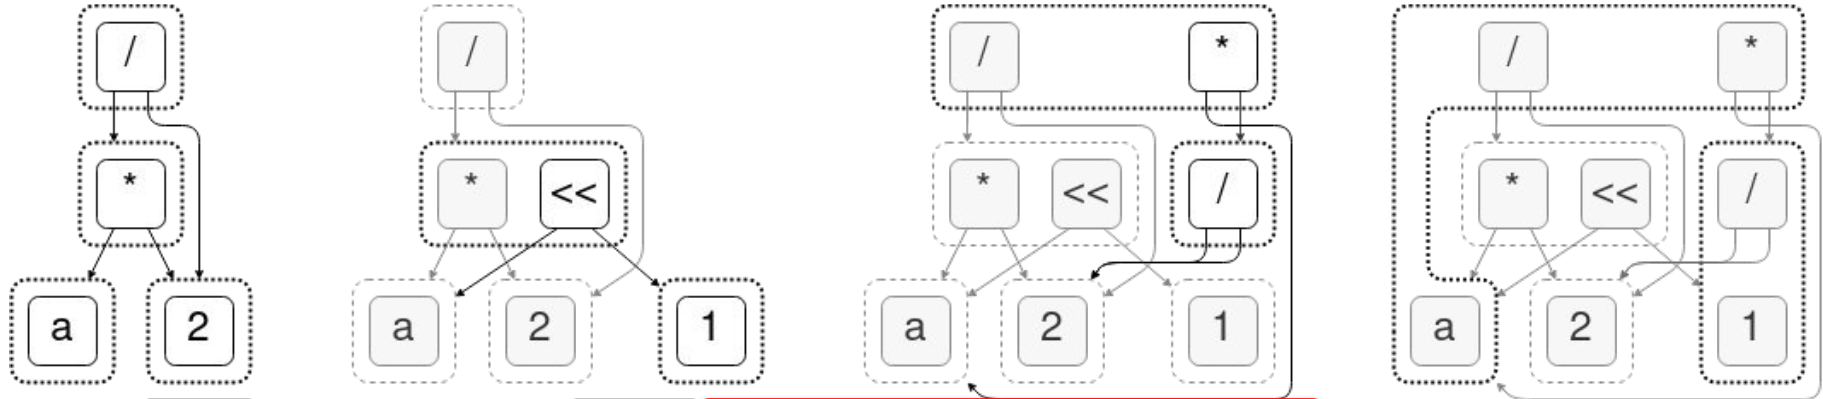 / / / * / *
* * << * << / * << /
a 2 a 2 1 a 2 1 a 2 1